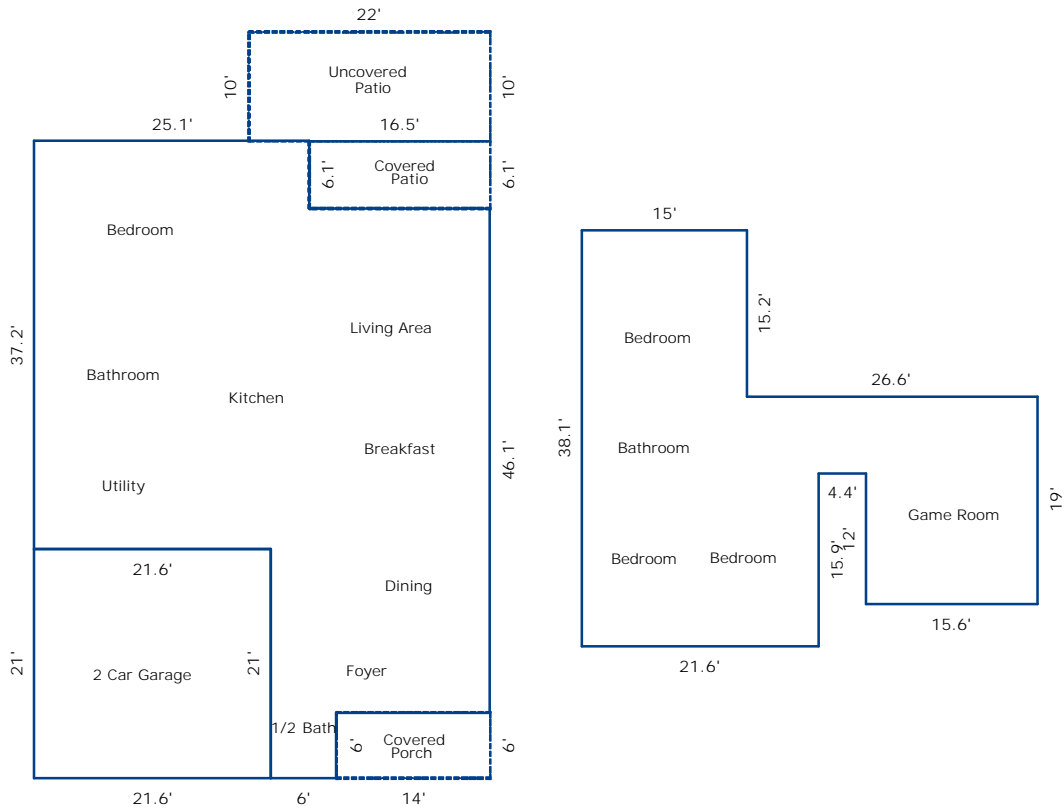 22'
Uncovered
Patio
10'
10'
25.1'
16.5'
Covered
Patio
6.1'
6.1'
Bedroom
Living Area
37.2'
Bathroom
Kitchen
Breakfast
46.1'
Utility
21.6'
Dining
21'
2 Car Garage
21'
Foyer
1/2 Bath
6'
Covered
Porch
6'
21.6'
6'
14'
15'
15.2'
Bedroom
26.6'
38.1'
Bathroom
4.4'
Game Room
19'
15.9'
12'
Bedroom
Bedroom
15.6'
21.6'